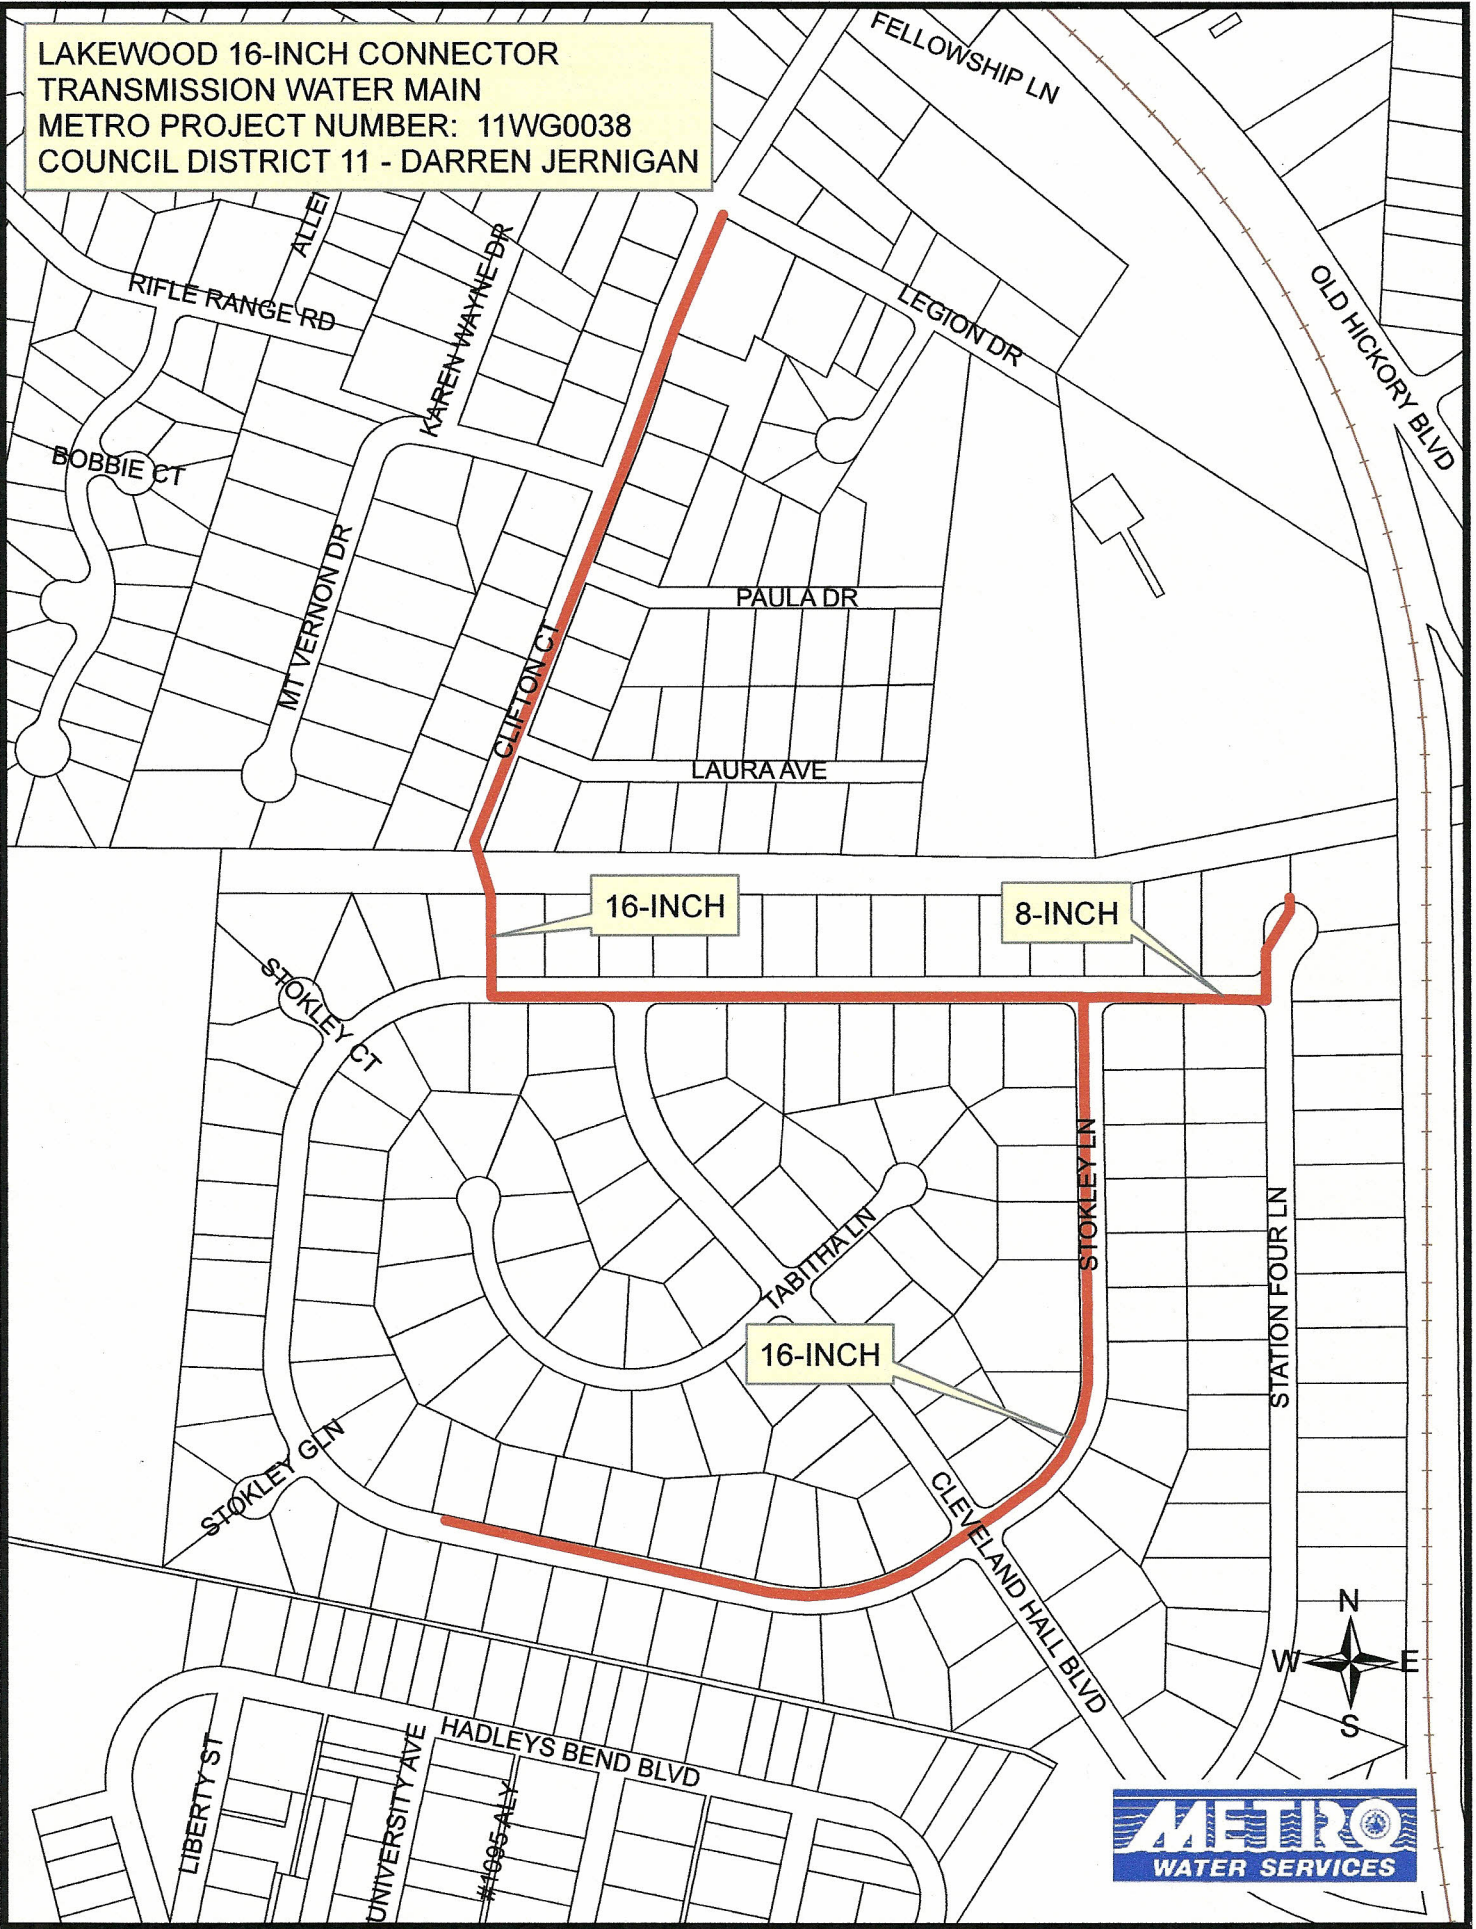 LAKEWOOD 16-INCH CONNECTOR
TRANSMISSION WATER MAIN
METRO PROJECT NUMBER: 11WG0038
COUNCIL DISTRICT 11 - DARREN JERNIGAN
FELLOWSHIP LN
RIFLE RANGE RD
KAREN WAYNE DR
LEGION DR
OLD HICKORY BLVD
BOBBIE CT
MT VERNON DR
PAULA DR
CLIFTON CT
LAURA AVE
16-INCH
8-INCH
STOKLEY CT
STOKLEY LN
TABITHA LN
STATION FOUR LN
16-INCH
STOKLEY GLN
CLEVELAND HALL BLVD
N
W
E
S
HADLEYS BEND BLVD
LIBERTY ST
UNIVERSITY AVE
#1095 ALY
METRO
WATER SERVICES